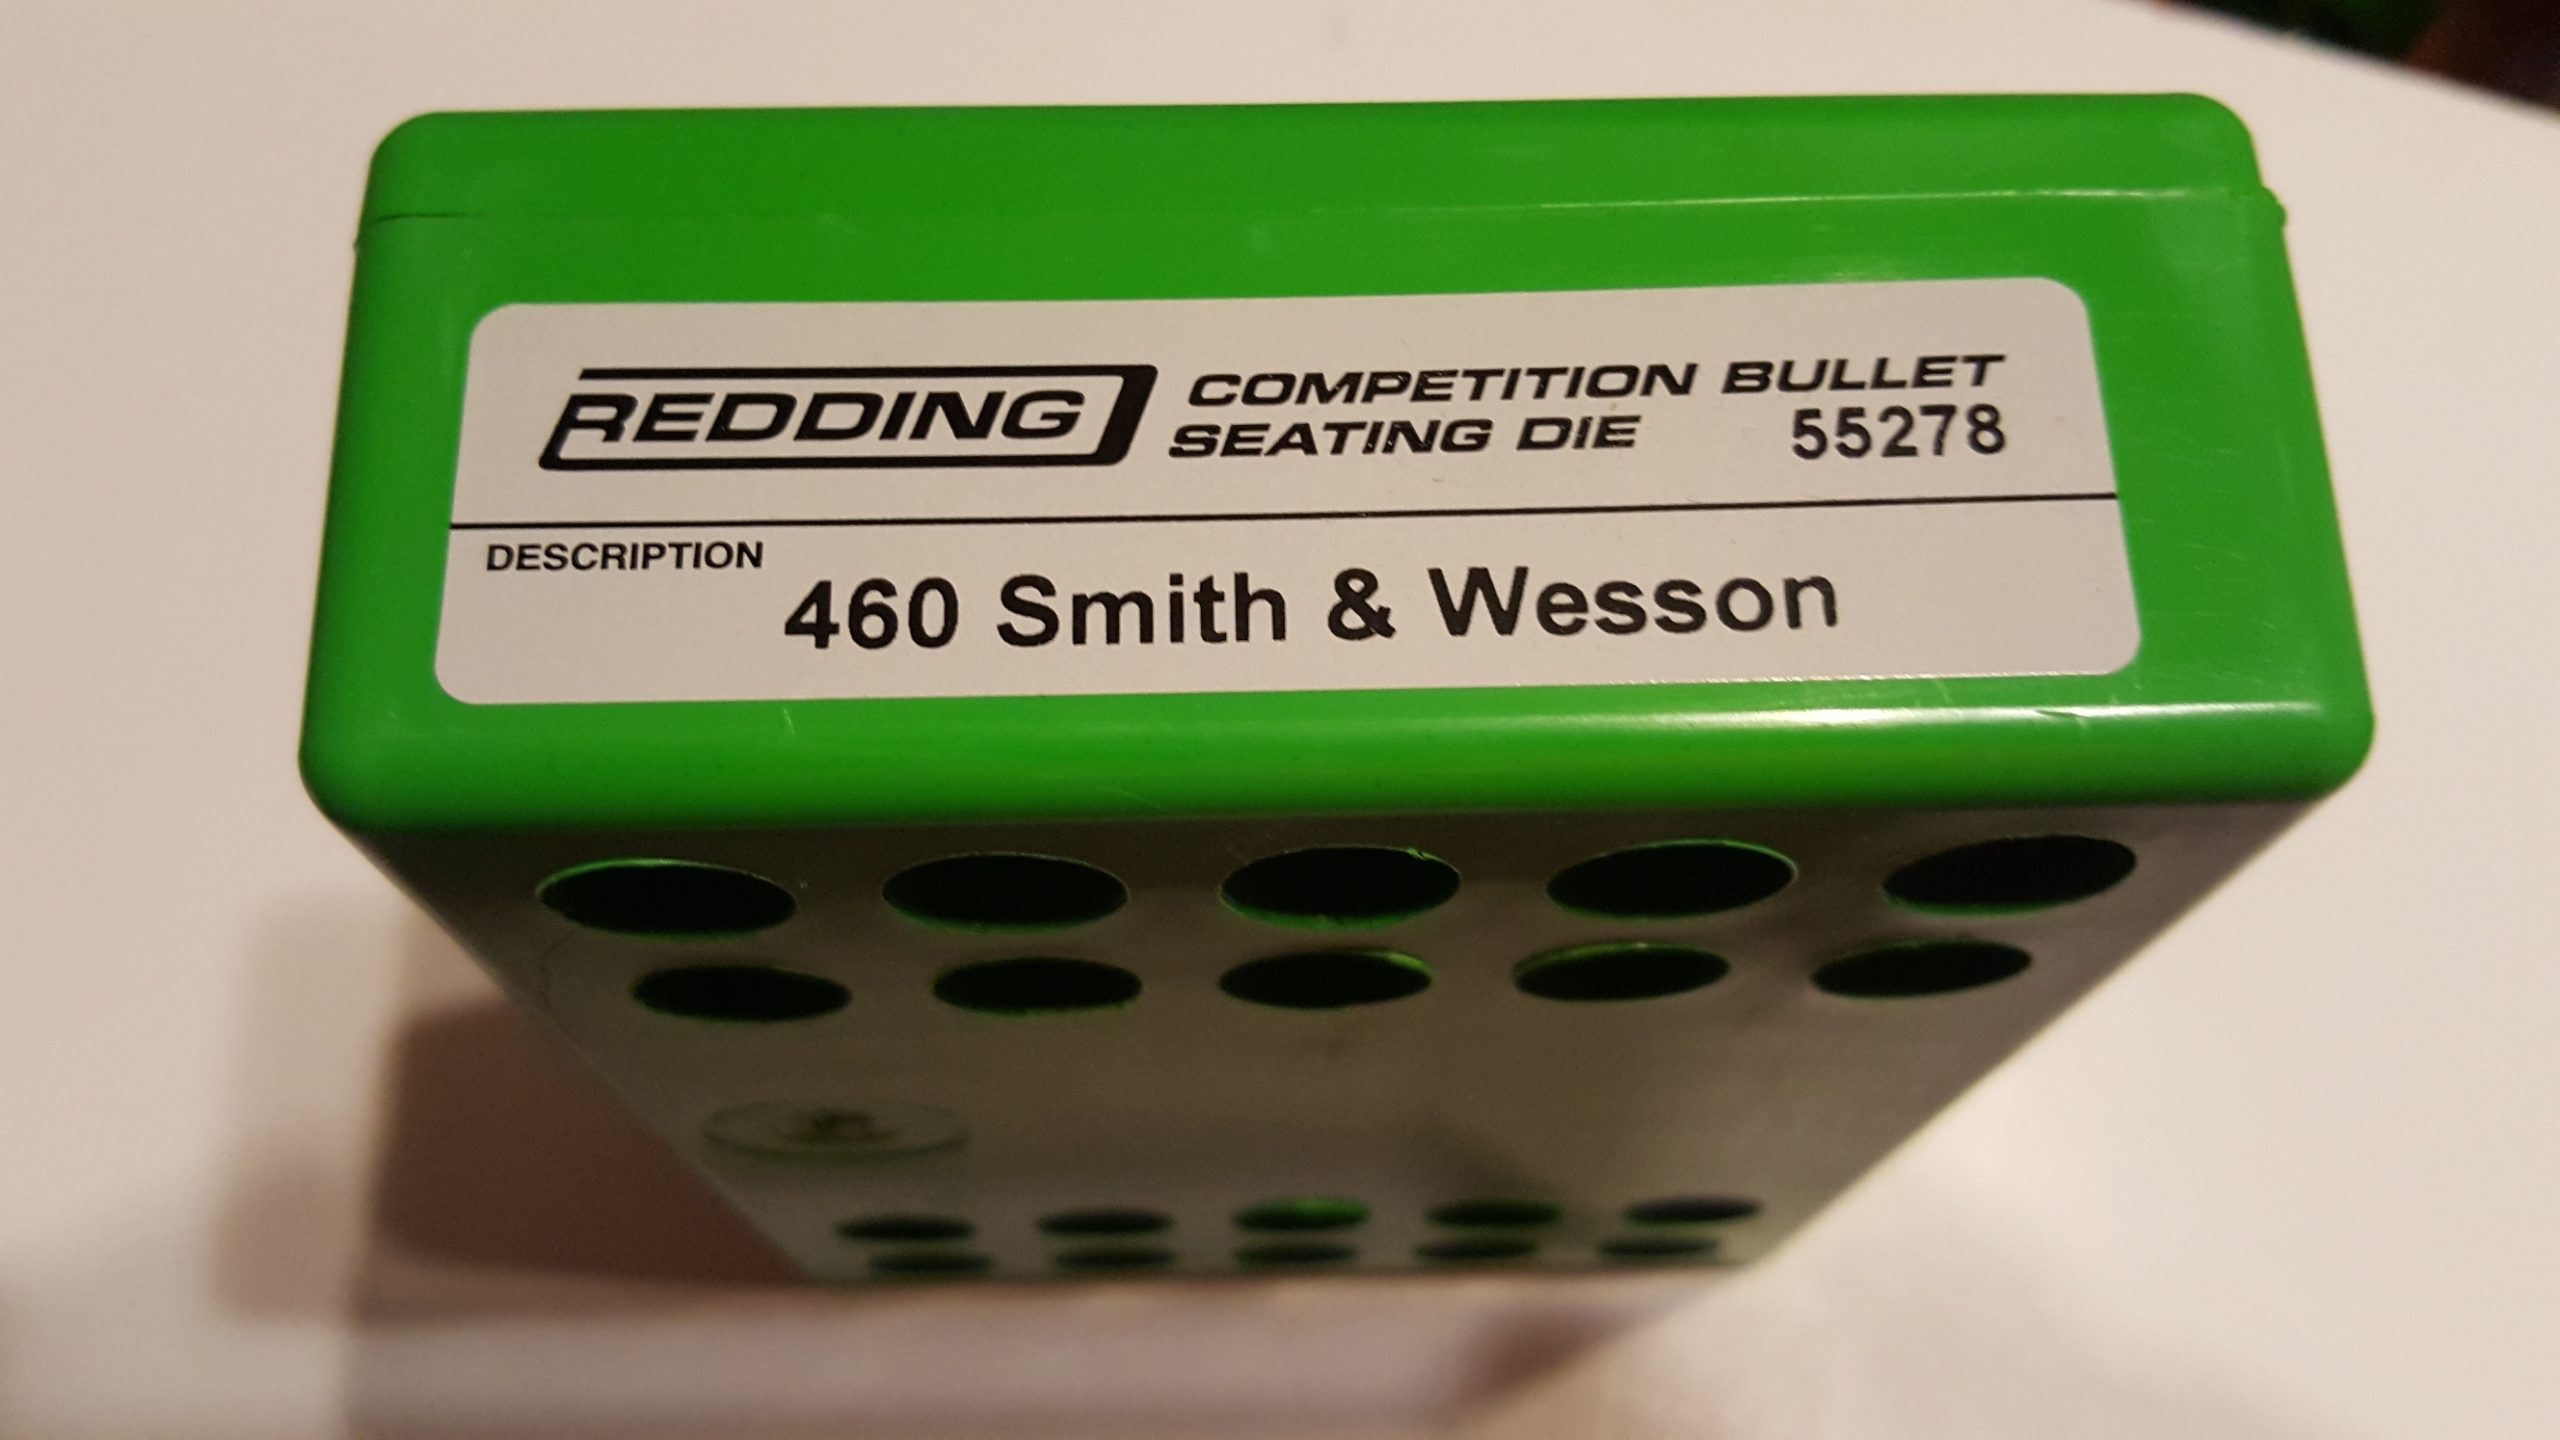 REDDING
COMPETITION BULLET
SEATING DIE 55278
DESCRIPTION
460 Smith & Wesson